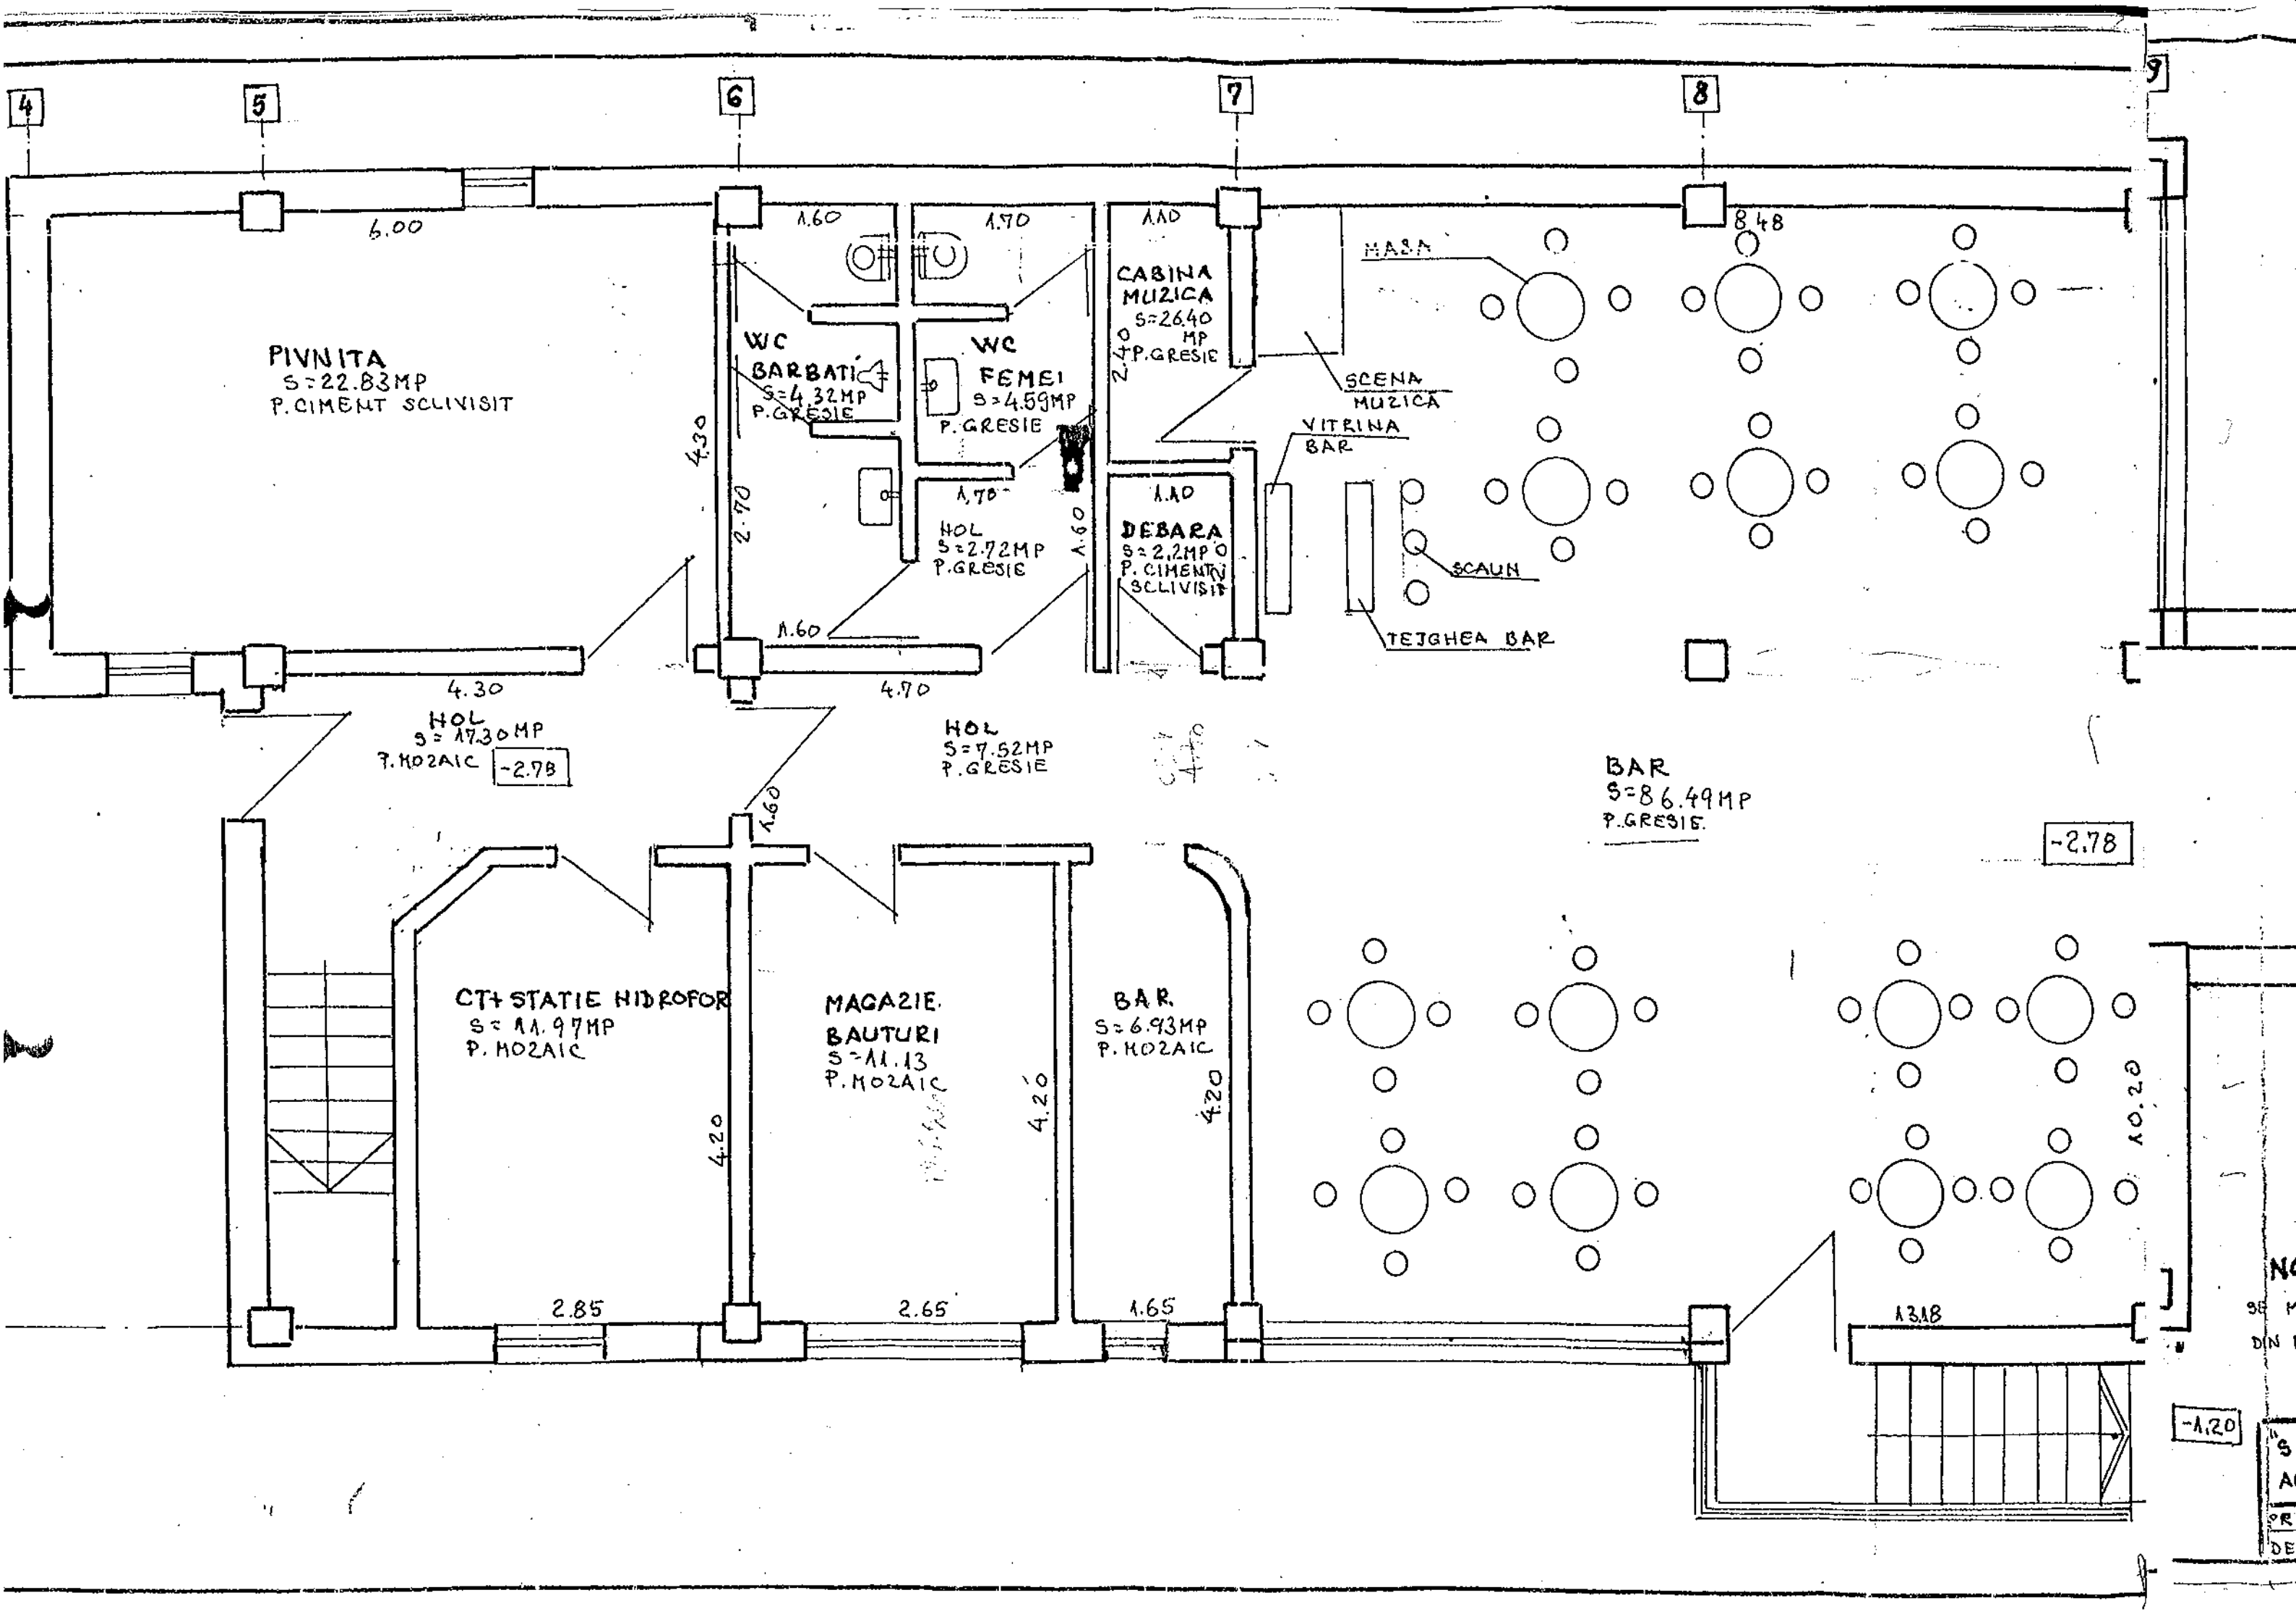 4
5
6
7
8
9
6.00
1.60
1.70
1.10
8.48
MASA
CABINA
MUZICA
S=26.40
MP
P.GRESIE
2.40
PIVNITA
S=22.83MP
P.CIMENT SCLIVISIT
WC
BARBATI
S=4.32MP
P.GRESIE
WC
FEMEI
S=4.59MP
P.GRESIE
SCENA
MUZICA
VITRINA
BAR
4.30
2.70
1.70
1.10
HOL
S=2.72MP
P.GRESIE
1.60
DEBARA
S=2.2MP
P. CIMENT
SCLIVISIT
SCAUN
TEJGHEA BAR
1.60
4.30
4.70
HOL
S=17.30MP
P.MOZAIC
-2.78
HOL
S=7.52MP
P.GRESIE
1.60
BAR
S=86.49MP
P.GRESIE.
-2.78
CT+STATIE HIDROFOR
S=11.97MP
P.MOZAIC
MAGAZIE.
BAUTURI
S=11.13
P.MOZAIC
BAR.
S=6.93MP
P.MOZAIC
4.20
4.20
4.20
10.20
2.85
2.65
1.65
13.18
SE M
DIN
-1.20
S
DE